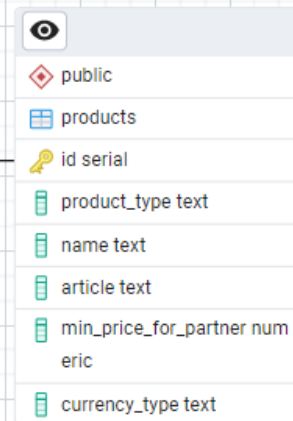 public
products
id serial
product_type text
name text
article text
min_price_for_partner num
eric
currency_type text